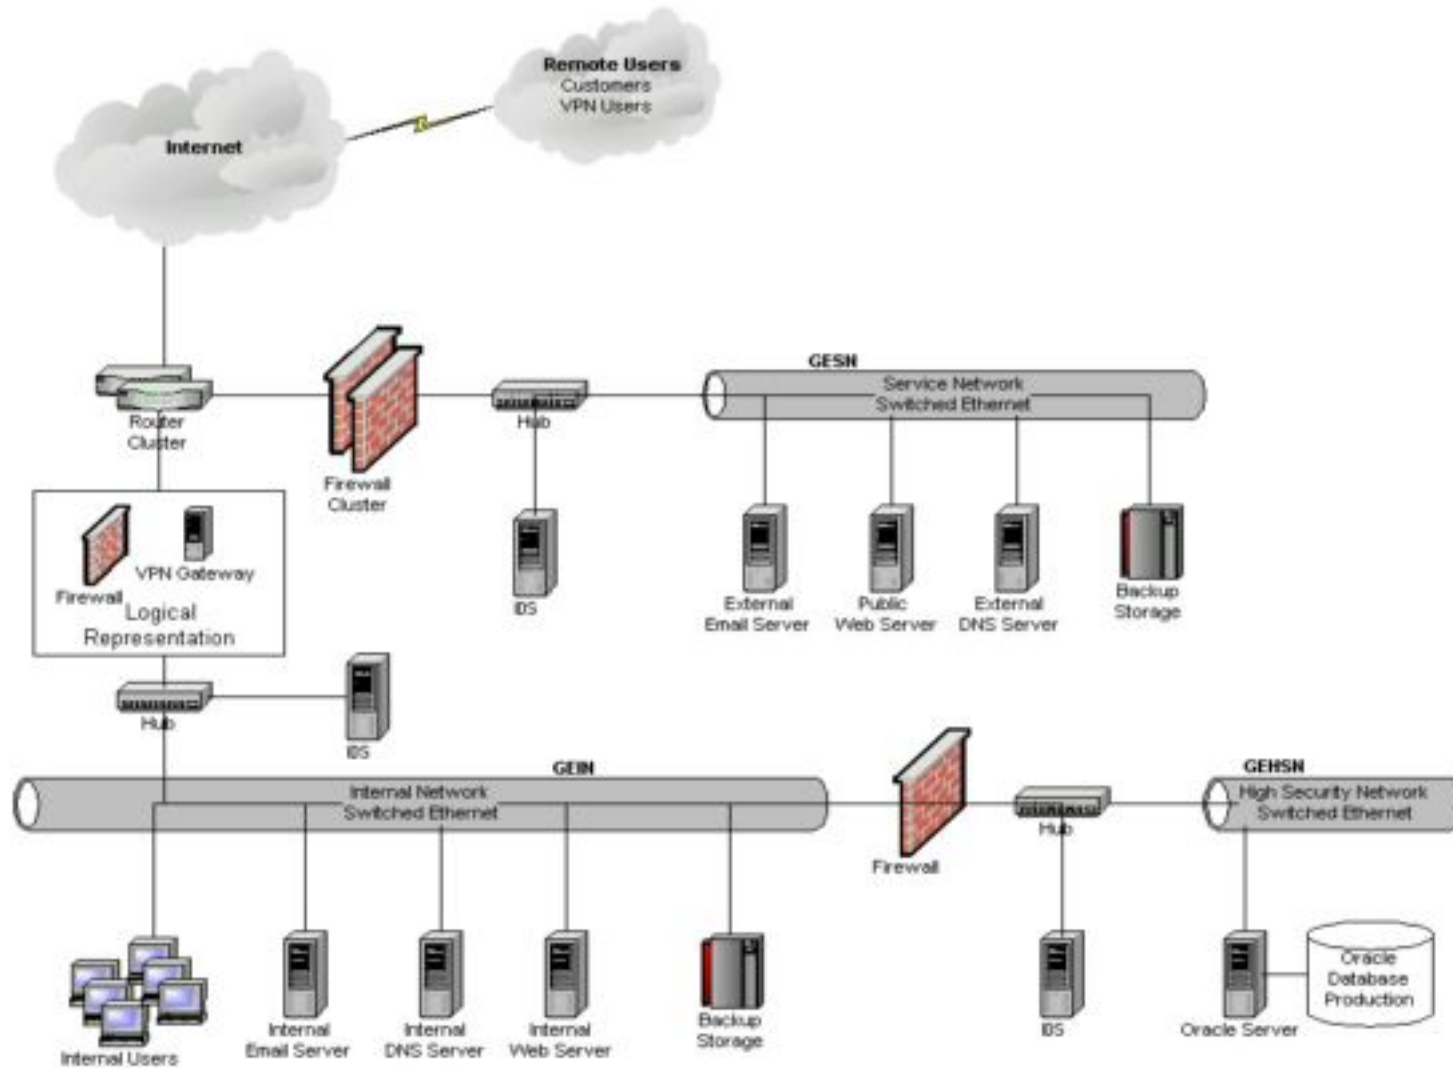 Remote Users
Customers
VPN Users
Internet
GESN
Service Network
Switched Ethernet
Router
Cluster
Hub
Firewall
Cluster
VPN Gateway
Firewall
Logical
Representation
IDS
External
Email Server
Public
Web Server
External
DNS Server
Backup
Storage
Hub
IDS
GEIN
Internal Network
Switched Ethernet
Firewall
Hub
GEHSN
High Security Network
Switched Ethernet
Internal Users
Internal
Email Server
Internal
DNS Server
Internal
Web Server
Backup
Storage
IDS
Oracle Server
Oracle
Database
Production